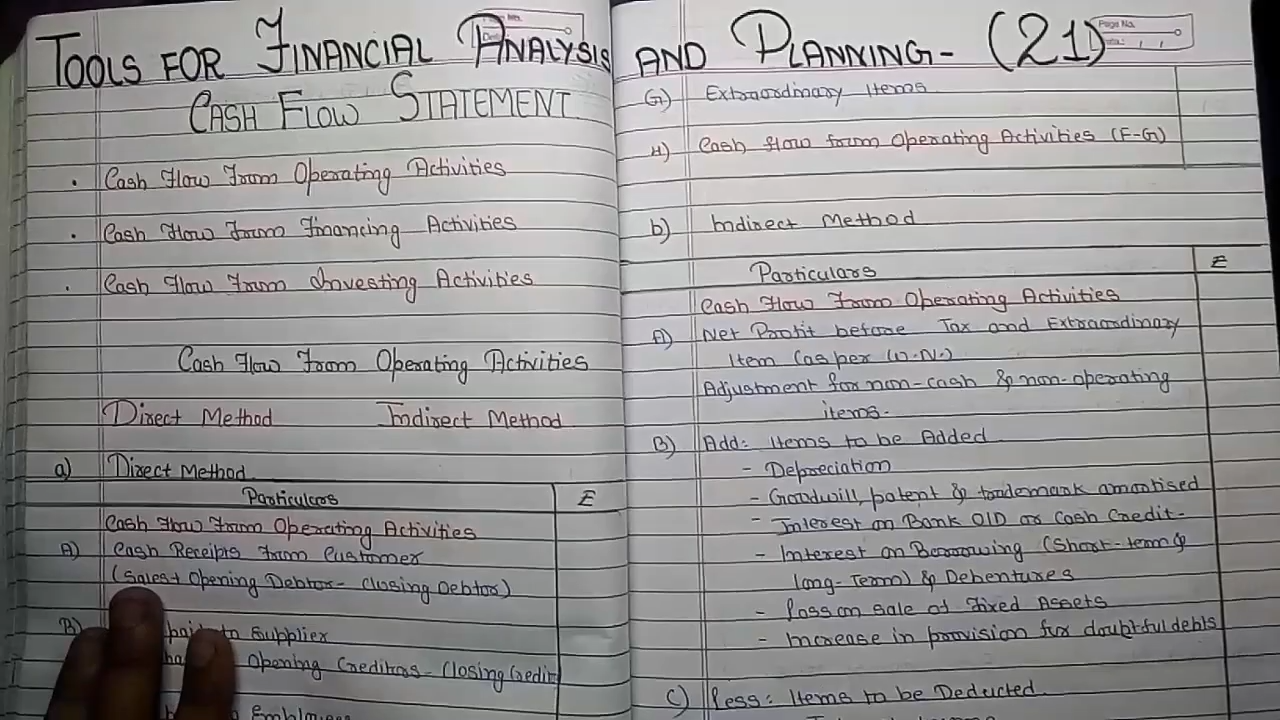 TOOLS FOR FINANCIAL ANALYSIS AND PLANNING- (21)
CASH FLOW STATEMENT
• Cash Flow From Operating Activities
• Cash Flow From Financing Activities
• Cash Flow From Investing Activities
Cash Flow From Operating Activities
Direct Method Indirect Method
a) Direct Method
Particulars ₹
Cash Flow From Operating Activities
A) Cash Receipts From Customer
(Sales+ Opening Debtor- Closing Debtor)
B) paid to Supplier
Opening Creditors- Closing Credit
Employees
Page No.
G) Extraordinary Items
H) Cash flow from Operating Activities (F-G)
b) Indirect Method
Particulars ₹
Cash Flow From Operating Activities
A) Net Profit before Tax and Extraordinary
Item (as per W.N.)
Adjustment for non-cash & non-operating
items.
B) Add: Items to be Added
- Depreciation
- Goodwill, patent & trademark amortised
- Interest on Bank O/D or Cash Credit-
- Interest on Borrowing (Short-term &
long-Term) & Debentures
- Loss on Sale of Fixed Assets
- Increase in provision for doubtful debts
C) Less: Items to be Deducted